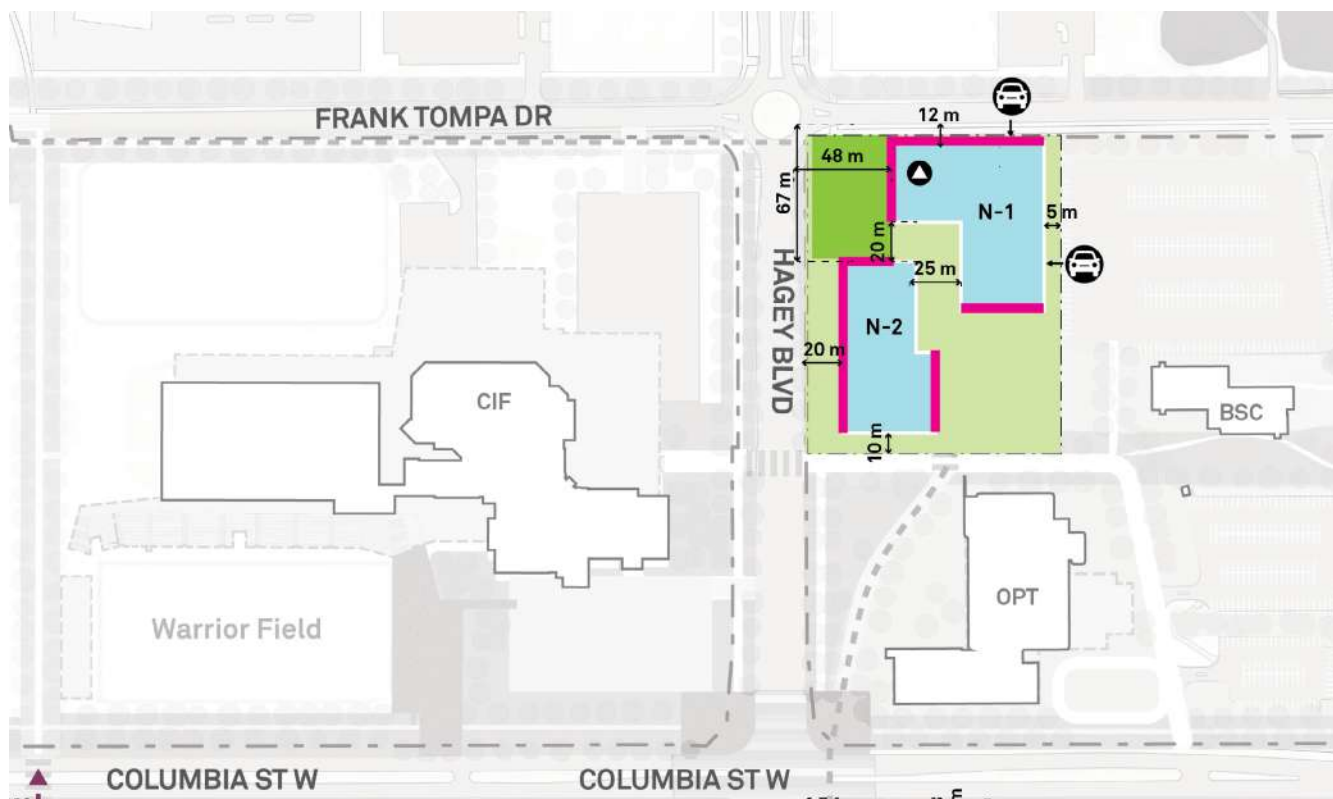 FRANK TOMPA DR
12 m
48 m
67 m
N-1
5 m
20 m
25 m
HAGEY BLVD
N-2
20 m
10 m
CIF
BSC
OPT
Warrior Field
COLUMBIA ST W
COLUMBIA ST W